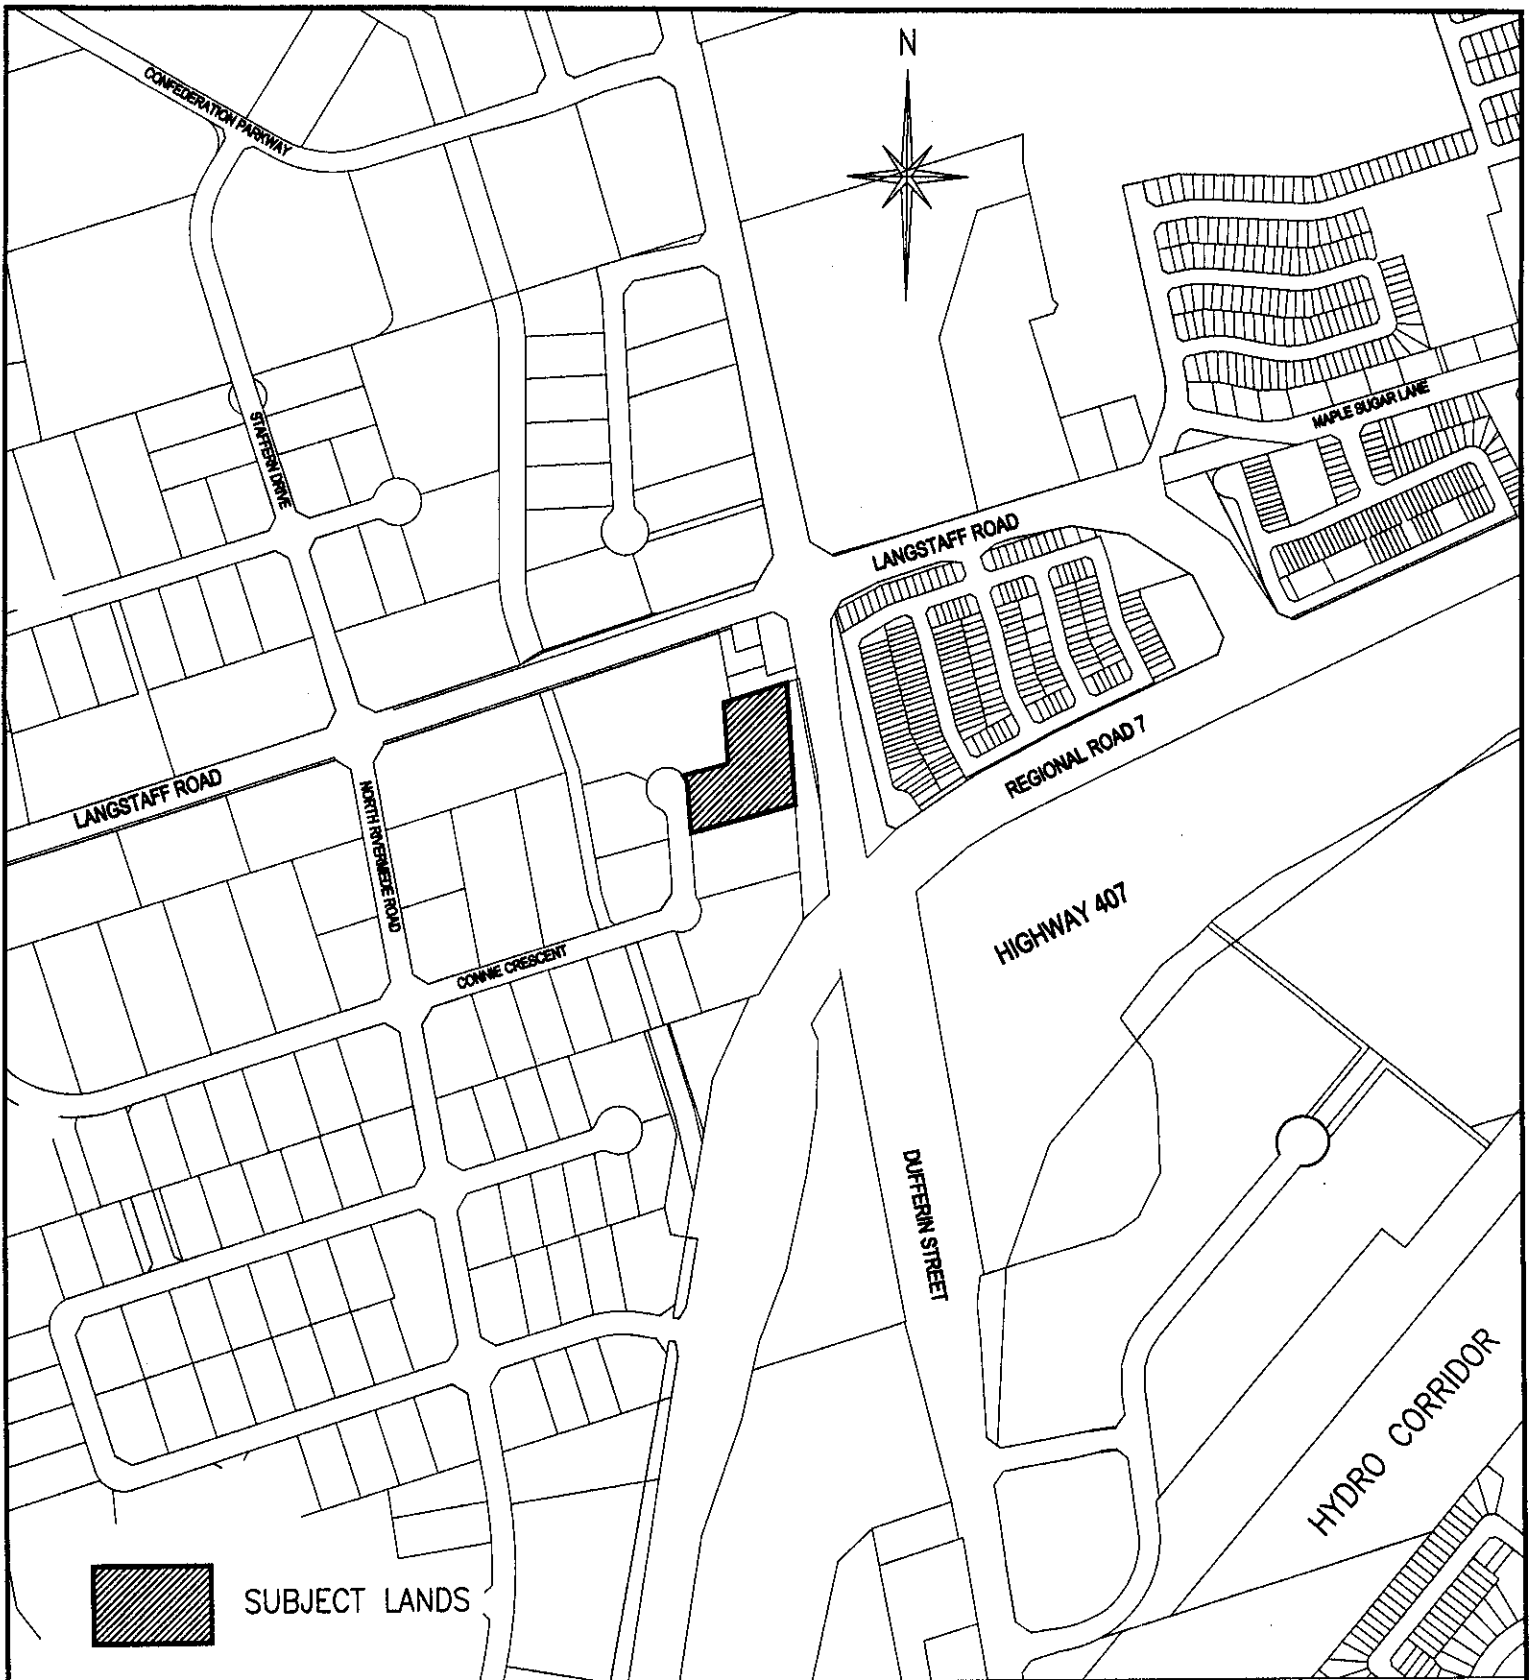 N
CONFEDERATION PARKWAY
MAPLE SUGAR LANE
STAFFERN DRIVE
LANGSTAFF ROAD
REGIONAL ROAD 7
LANGSTAFF ROAD
NORTH RIVERMEDE ROAD
HIGHWAY 407
CONNIE CRESCENT
DUFFERIN STREET
HYDRO CORRIDOR
SUBJECT LANDS